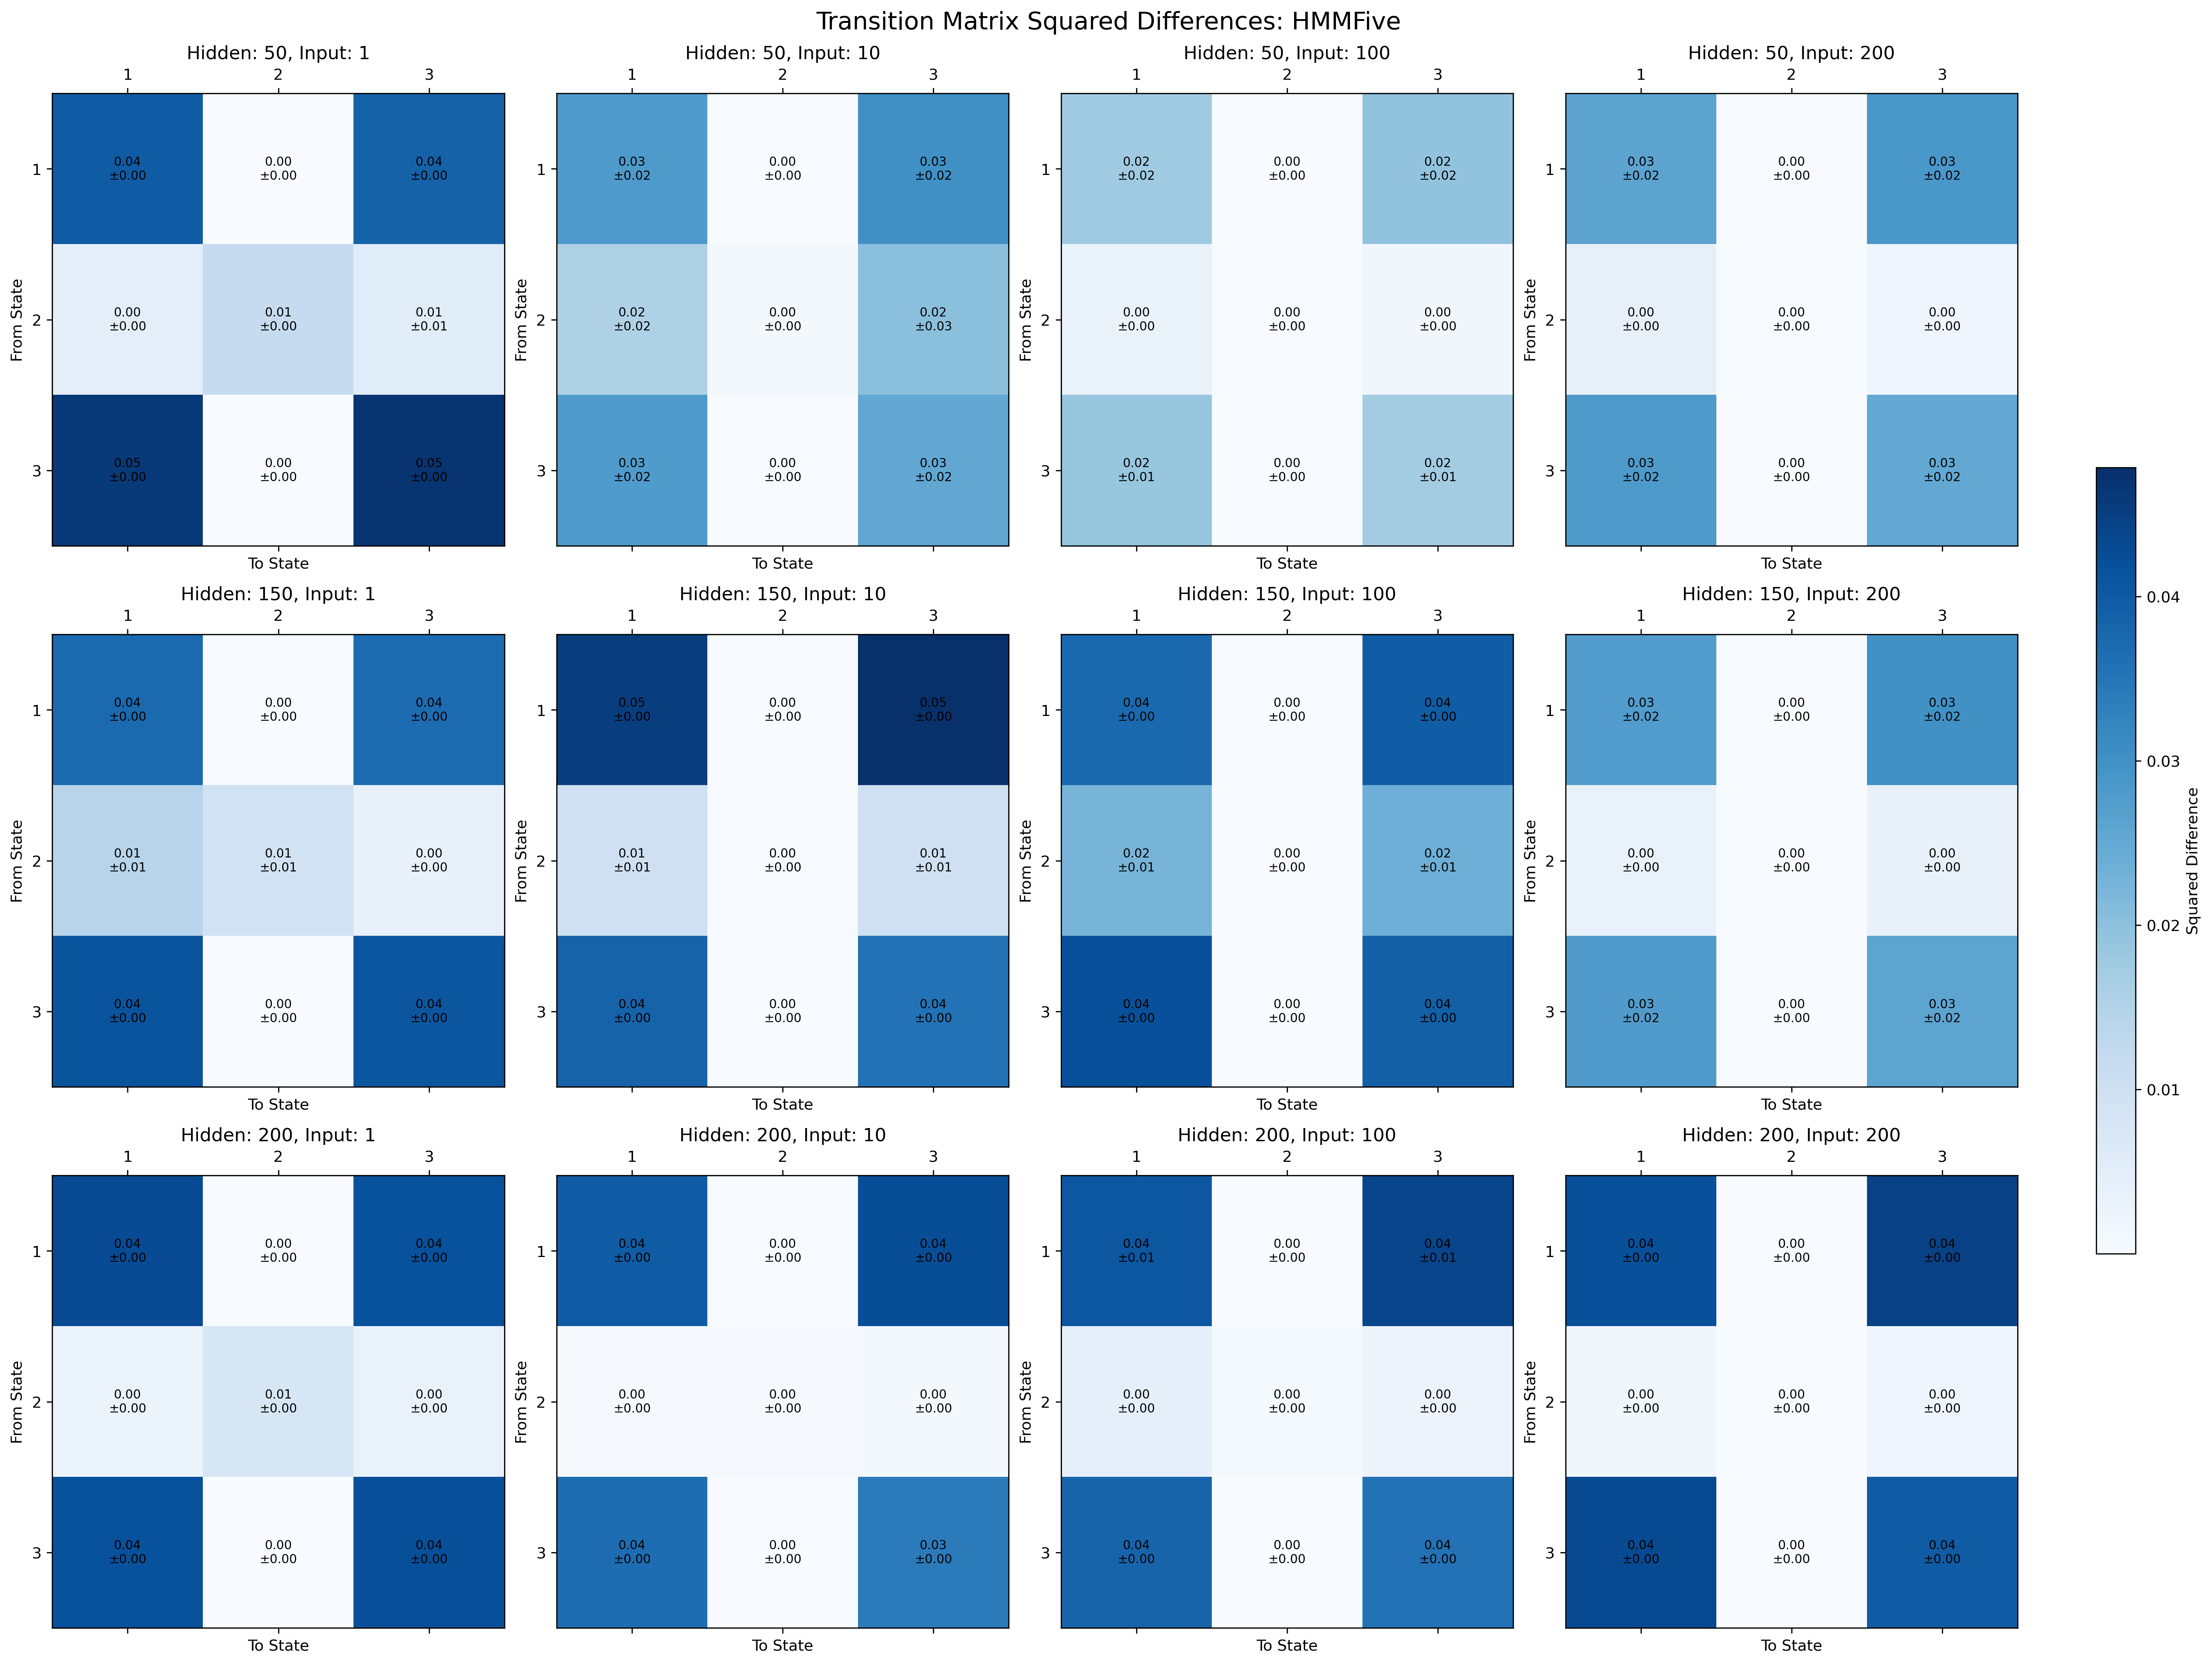 Transition Matrix Squared Differences: HMMFive
Hidden: 50, Input: 1
1 2 3
From State
1
0.04 0.00 0.04
±0.00 ±0.00 ±0.00
2
0.00 0.01 0.01
±0.00 ±0.00 ±0.01
3
0.05 0.00 0.05
±0.00 ±0.00 ±0.00
To State
Hidden: 50, Input: 10
1 2 3
From State
1
0.03 0.00 0.03
±0.02 ±0.00 ±0.02
2
0.02 0.00 0.02
±0.02 ±0.00 ±0.03
3
0.03 0.00 0.03
±0.02 ±0.00 ±0.02
To State
Hidden: 50, Input: 100
1 2 3
From State
1
0.02 0.00 0.02
±0.02 ±0.00 ±0.02
2
0.00 0.00 0.00
±0.00 ±0.00 ±0.00
3
0.02 0.00 0.02
±0.01 ±0.00 ±0.01
To State
Hidden: 50, Input: 200
1 2 3
From State
1
0.03 0.00 0.03
±0.02 ±0.00 ±0.02
2
0.00 0.00 0.00
±0.00 ±0.00 ±0.00
3
0.03 0.00 0.03
±0.02 ±0.00 ±0.02
To State
Hidden: 150, Input: 1
1 2 3
From State
1
0.04 0.00 0.04
±0.00 ±0.00 ±0.00
2
0.01 0.01 0.00
±0.01 ±0.01 ±0.00
3
0.04 0.00 0.04
±0.00 ±0.00 ±0.00
To State
Hidden: 150, Input: 10
1 2 3
From State
1
0.05 0.00 0.05
±0.00 ±0.00 ±0.00
2
0.01 0.00 0.01
±0.01 ±0.00 ±0.01
3
0.04 0.00 0.04
±0.00 ±0.00 ±0.00
To State
Hidden: 150, Input: 100
1 2 3
From State
1
0.04 0.00 0.04
±0.00 ±0.00 ±0.00
2
0.02 0.00 0.02
±0.01 ±0.00 ±0.01
3
0.04 0.00 0.04
±0.00 ±0.00 ±0.00
To State
Hidden: 150, Input: 200
1 2 3
From State
1
0.03 0.00 0.03
±0.02 ±0.00 ±0.02
2
0.00 0.00 0.00
±0.00 ±0.00 ±0.00
3
0.03 0.00 0.03
±0.02 ±0.00 ±0.02
To State
Hidden: 200, Input: 1
1 2 3
From State
1
0.04 0.00 0.04
±0.00 ±0.00 ±0.00
2
0.00 0.01 0.00
±0.00 ±0.00 ±0.00
3
0.04 0.00 0.04
±0.00 ±0.00 ±0.00
To State
Hidden: 200, Input: 10
1 2 3
From State
1
0.04 0.00 0.04
±0.00 ±0.00 ±0.00
2
0.00 0.00 0.00
±0.00 ±0.00 ±0.00
3
0.04 0.00 0.03
±0.00 ±0.00 ±0.00
To State
Hidden: 200, Input: 100
1 2 3
From State
1
0.04 0.00 0.04
±0.01 ±0.00 ±0.01
2
0.00 0.00 0.00
±0.00 ±0.00 ±0.00
3
0.04 0.00 0.04
±0.00 ±0.00 ±0.00
To State
Hidden: 200, Input: 200
1 2 3
From State
1
0.04 0.00 0.04
±0.00 ±0.00 ±0.00
2
0.00 0.00 0.00
±0.00 ±0.00 ±0.00
3
0.04 0.00 0.04
±0.00 ±0.00 ±0.00
To State
0.04
0.03
0.02
0.01
Squared Difference